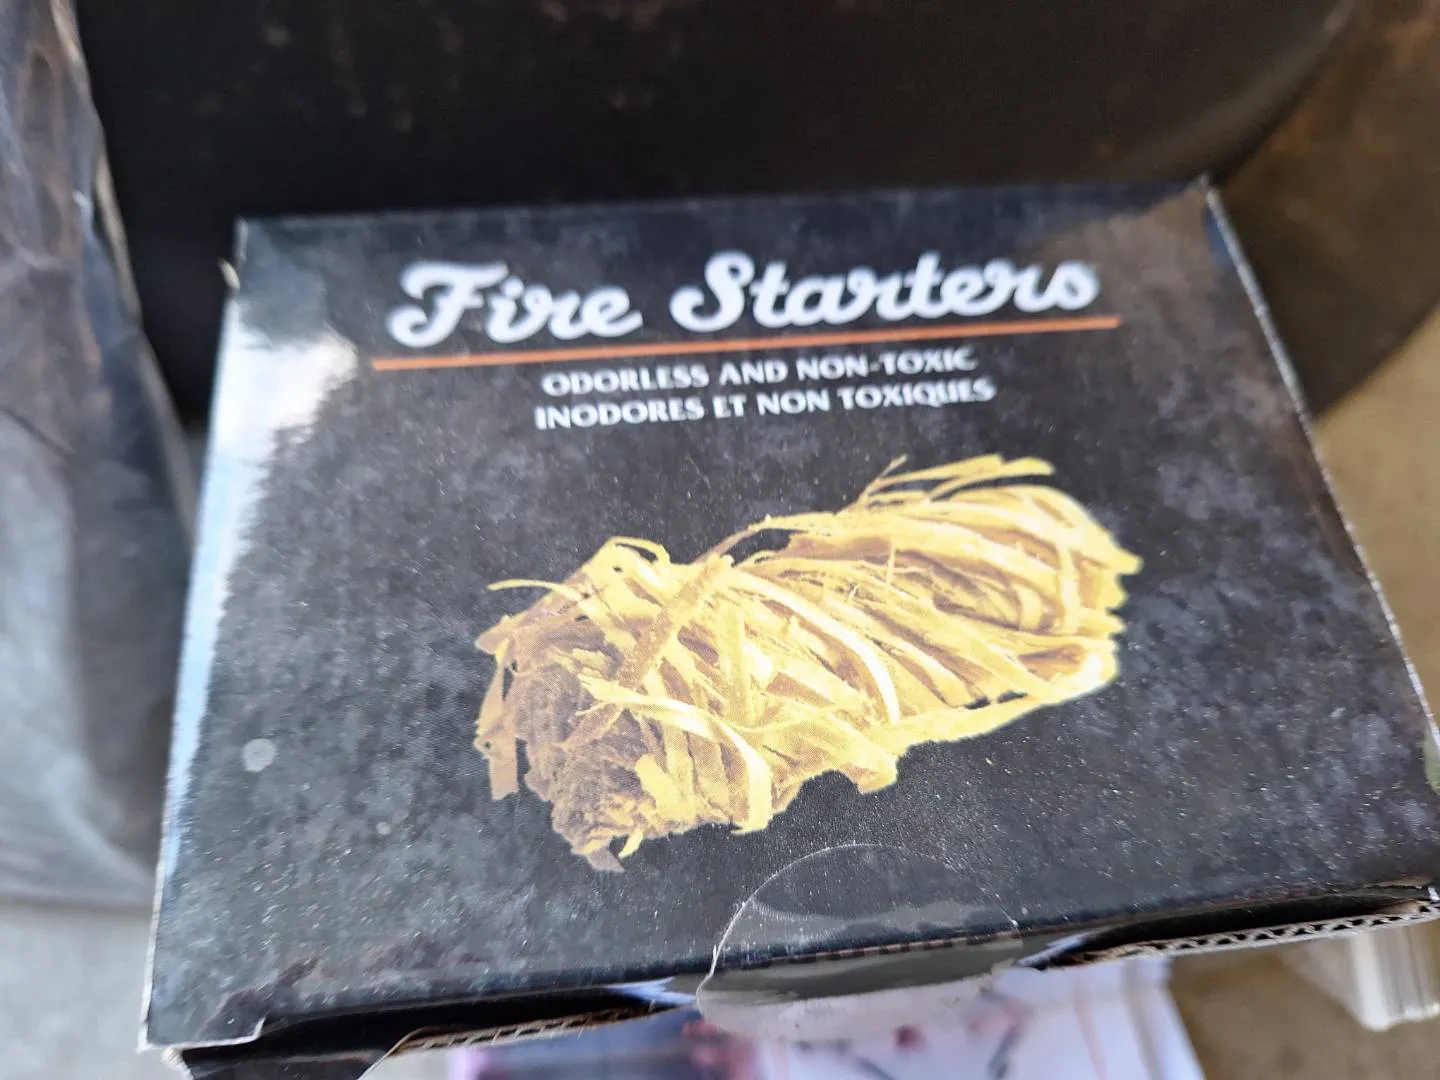 Fire Starters
ODORLESS AND NON-TOXIC
INODORES ET NON TOXIQUES